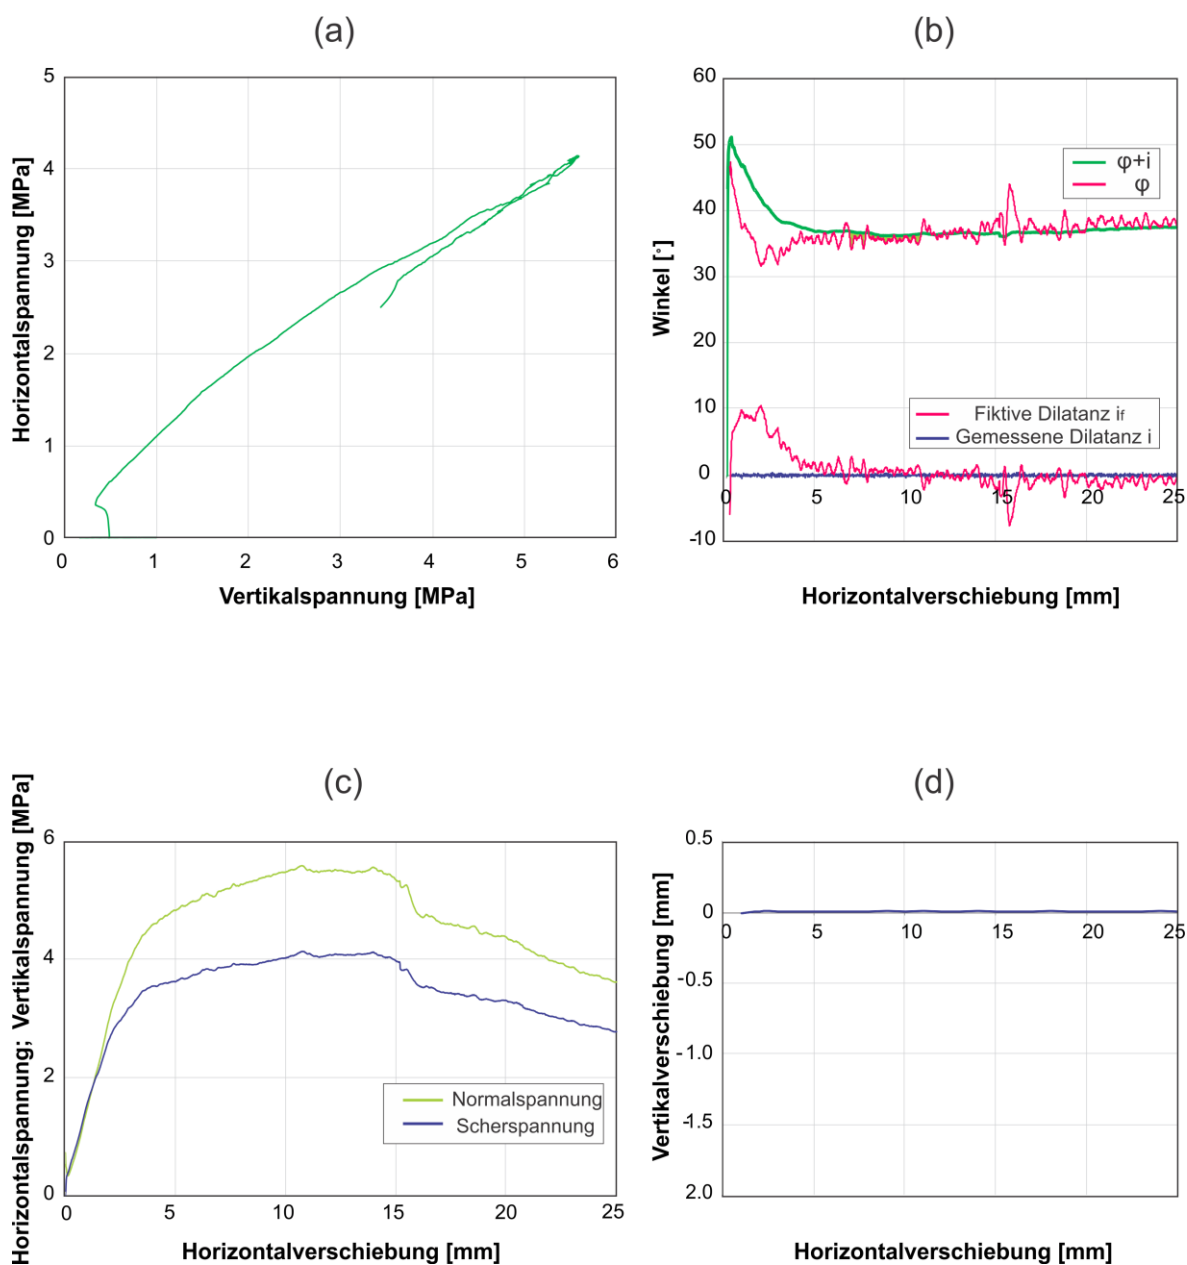 (a)
5
4
3
2
1
0
0 1 2 3 4 5 6
Horizontalspannung [MPa]
Vertikalspannung [MPa]
(b)
60
50
40
30
20
10
0
-10
0 5 10 15 20 25
Winkel [°]
φ+i
φ
Fiktive Dilatanz if
Gemessene Dilatanz i
Horizontalverschiebung [mm]
(c)
6
4
2
0
0 5 10 15 20 25
Horizontalspannung; Vertikalspannung [MPa]
Normalspannung
Scherspannung
Horizontalverschiebung [mm]
(d)
0.5
0
-0.5
-1.0
-1.5
2.0
5 10 15 20 25
Vertikalverschiebung [mm]
Horizontalverschiebung [mm]